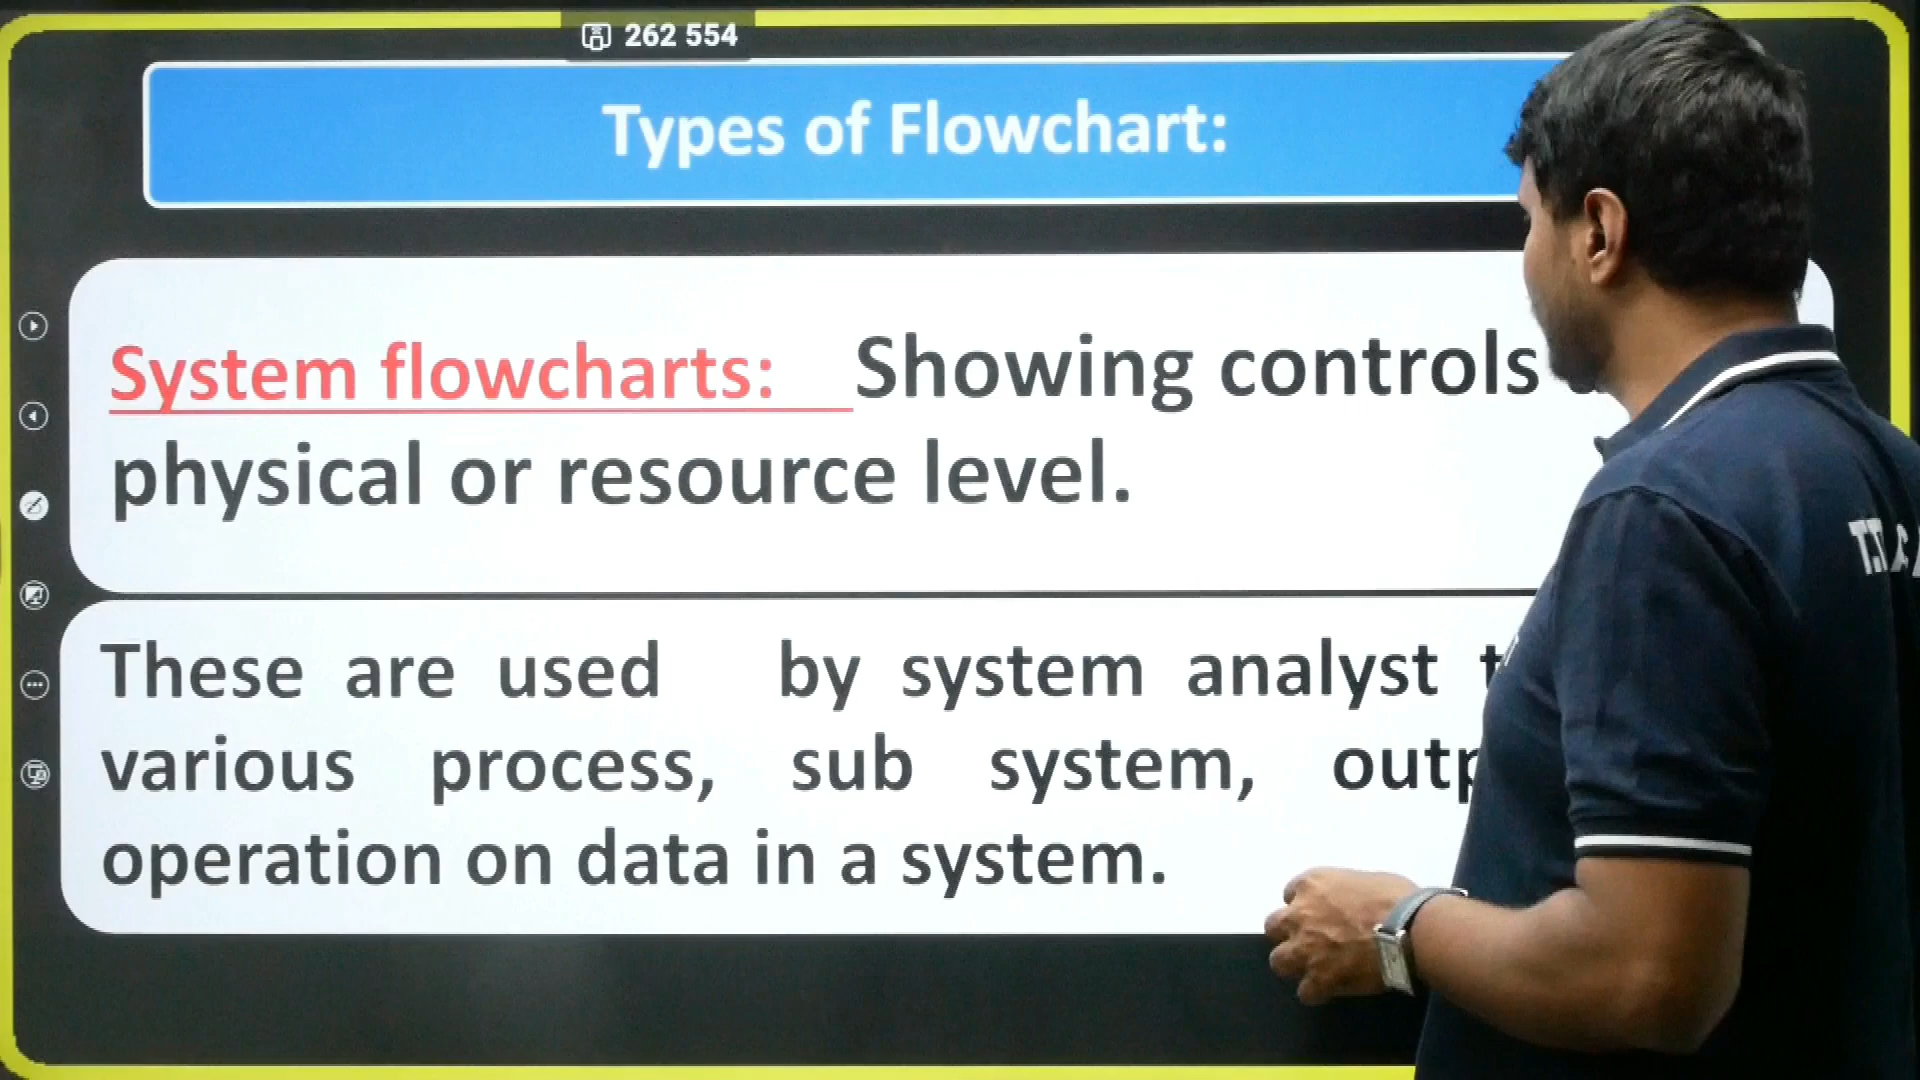 262 554
Types of Flowchart:
System flowcharts: Showing controls
physical or resource level.
These are used by system analyst
various process, sub system,
operation on data in a system.